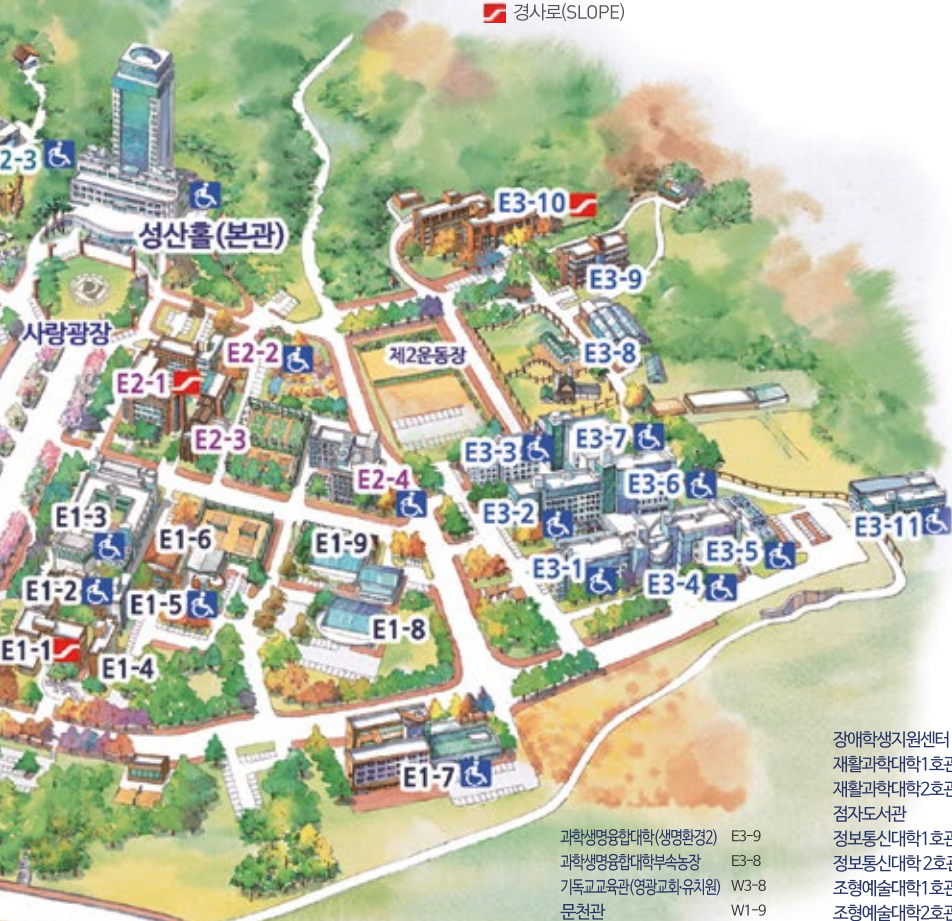 경사로(SLOPE)
2-3
성산홀(본관)
E3-10
E3-9
사랑광장
E2-2
제2운동장
E3-8
E2-1
E2-3
E3-3
E3-7
E2-4
E3-6
E3-2
E1-3
E1-6
E1-9
E3-11
E3-5
E3-1
E3-4
E1-2
E1-5
E1-8
E1-1
E1-4
E1-7
과학생명융합대학(생명환경2) E3-9
과학생명융합대학부속농장 E3-8
기독교교육관(영광교회·유치원) W3-8
문천관 W1-9
장애학생지원센터
재활과학대학1호관
재활과학대학2호관
점자도서관
정보통신대학1호관
정보통신대학2호관
조형예술대학1호관
조형예술대학2호관